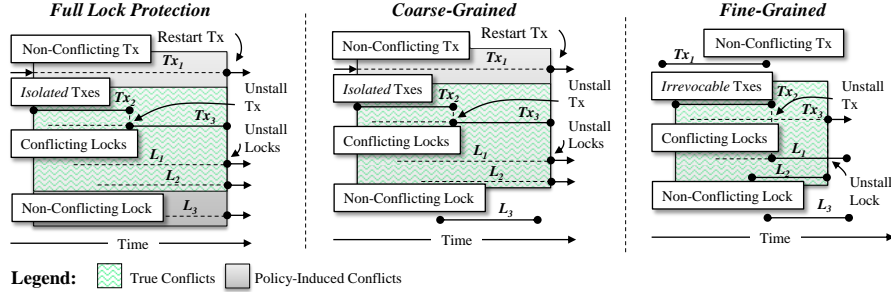 Full Lock Protection
Non-Conflicting Tx
Restart Tx
Tx1
Isolated Txes
Tx2
Unstall
Tx
Tx3
Conflicting Locks
Unstall
Locks
L1
L2
Non-Conflicting Lock
L3
Time
Coarse-Grained
Non-Conflicting Tx
Restart Tx
Tx1
Isolated Txes
Tx2
Unstall
Tx
Tx3
Conflicting Locks
Unstall
Locks
L1
L2
Non-Conflicting Lock
L3
Time
Fine-Grained
Non-Conflicting Tx
Tx1
Irrevocable Txes
Tx2
Unstall
Tx
Tx3
Conflicting Locks
L1
L2
Unstall
Lock
Non-Conflicting Lock
L3
Time
Legend:
True Conflicts
Policy-Induced Conflicts